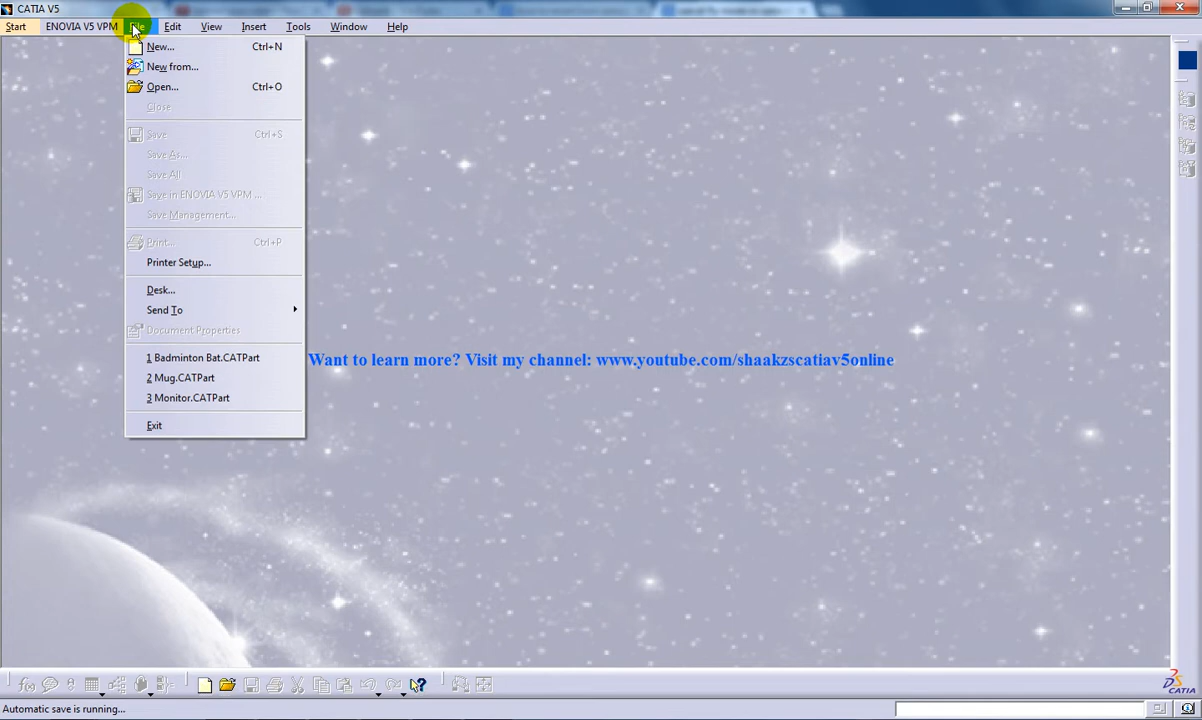 CATIA V5
Start ENOVIA V5 VPM File Edit View Insert Tools Window Help
New... Ctrl+N
New from...
Open... Ctrl+O
Close
Save Ctrl+S
Save As...
Save All
Save in ENOVIA V5 VPM ...
Save Management...
Print... Ctrl+P
Printer Setup...
Desk...
Send To
Document Properties
1 Badminton Bat.CATPart
Want to learn more? Visit my channel: www.youtube.com/shaakzscatiav5online
2 Mug.CATPart
3 Monitor.CATPart
Exit
f(x)
CATIA
Automatic save is running...